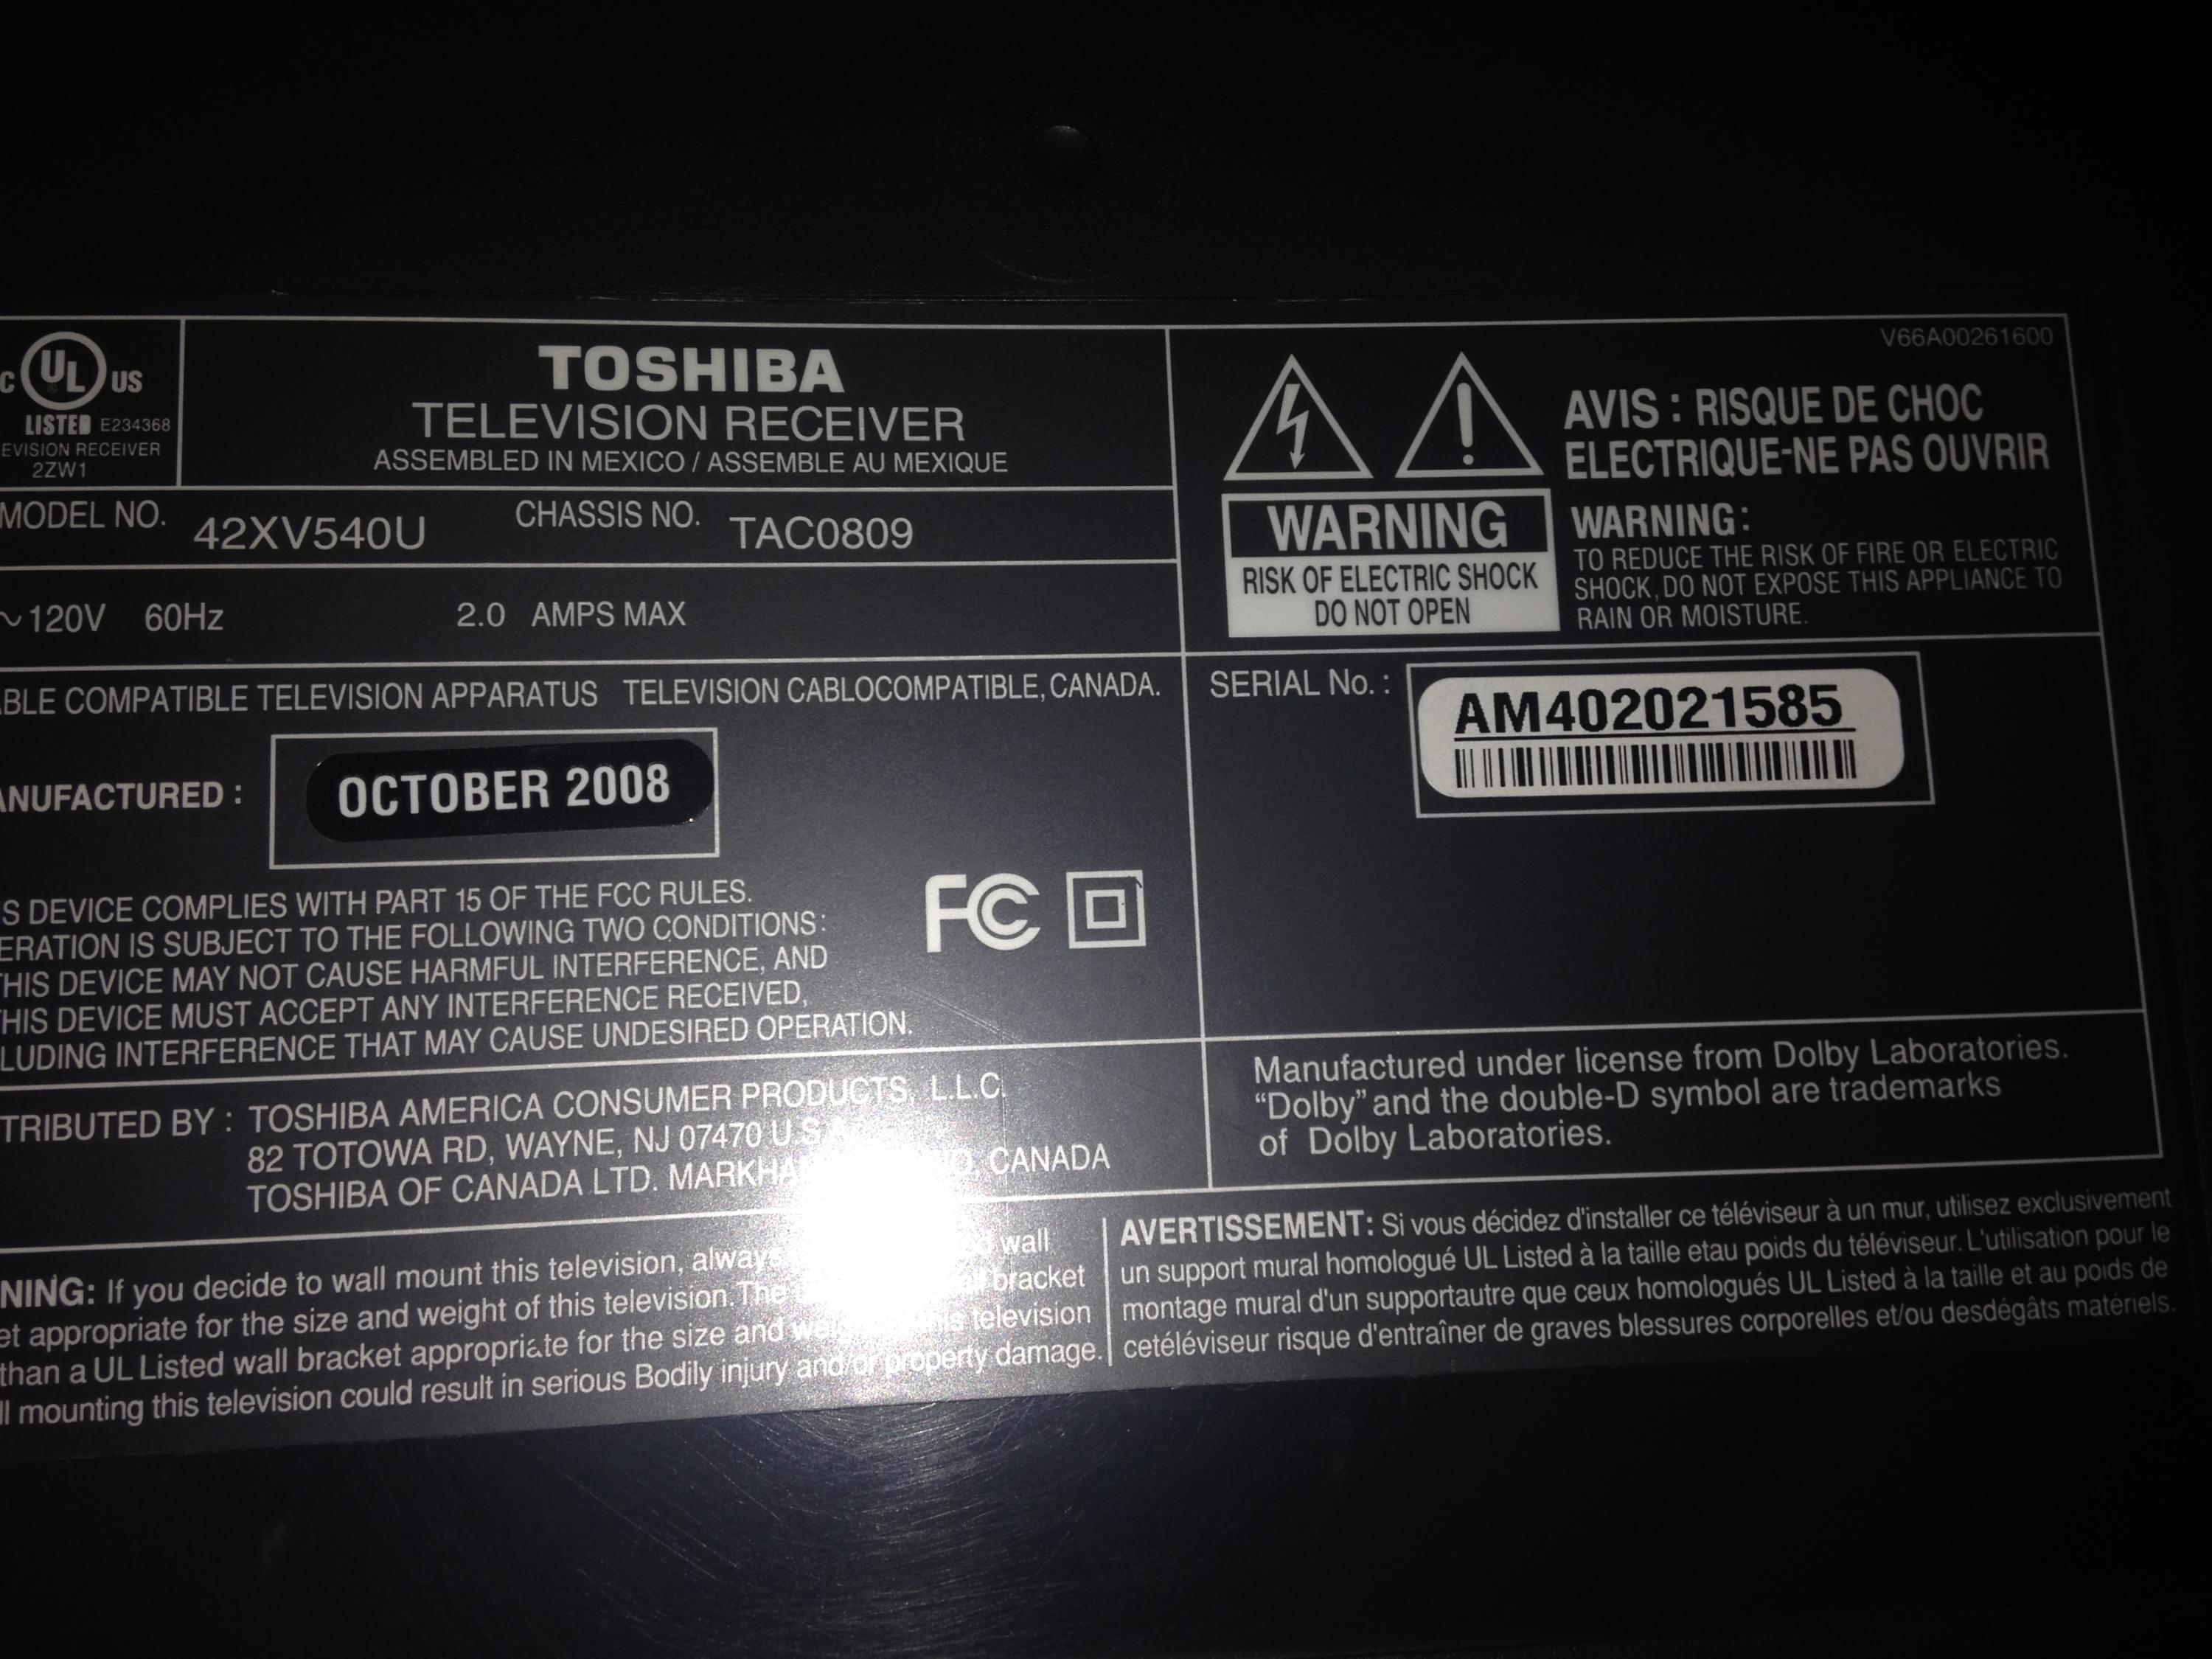 V66A00261600
C UL US
LISTED E234368
EVISION RECEIVER
2ZW1
TOSHIBA
TELEVISION RECEIVER
ASSEMBLED IN MEXICO / ASSEMBLE AU MEXIQUE
MODEL NO. 42XV540U CHASSIS NO. TAC0809
~120V 60Hz 2.0 AMPS MAX
BLE COMPATIBLE TELEVISION APPARATUS TELEVISION CABLOCOMPATIBLE, CANADA.
ANUFACTURED : OCTOBER 2008
S DEVICE COMPLIES WITH PART 15 OF THE FCC RULES.
ERATION IS SUBJECT TO THE FOLLOWING TWO CONDITIONS:
THIS DEVICE MAY NOT CAUSE HARMFUL INTERFERENCE, AND
THIS DEVICE MUST ACCEPT ANY INTERFERENCE RECEIVED,
LUDING INTERFERENCE THAT MAY CAUSE UNDESIRED OPERATION.
FC
TRIBUTED BY : TOSHIBA AMERICA CONSUMER PRODUCTS, L.L.C.
82 TOTOWA RD, WAYNE, NJ 07470 U.S
TOSHIBA OF CANADA LTD. MARKHA CANADA
NING: If you decide to wall mount this television, always wall
et appropriate for the size and weight of this television. The bracket
than a UL Listed wall bracket appropriate for the size and television
ll mounting this television could result in serious Bodily injury and/or property damage.
AVIS : RISQUE DE CHOC
ELECTRIQUE-NE PAS OUVRIR
WARNING
RISK OF ELECTRIC SHOCK
DO NOT OPEN
WARNING:
TO REDUCE THE RISK OF FIRE OR ELECTRIC
SHOCK, DO NOT EXPOSE THIS APPLIANCE TO
RAIN OR MOISTURE.
SERIAL No. : AM402021585
Manufactured under license from Dolby Laboratories.
“Dolby” and the double-D symbol are trademarks
of Dolby Laboratories.
AVERTISSEMENT: Si vous décidez d'installer ce téléviseur à un mur, utilisez exclusivement
un support mural homologué UL Listed à la taille etau poids du téléviseur. L'utilisation pour le
montage mural d'un supportautre que ceux homologués UL Listed à la taille et au poids de
cetéléviseur risque d'entraîner de graves blessures corporelles et/ou desdégâts matériels.